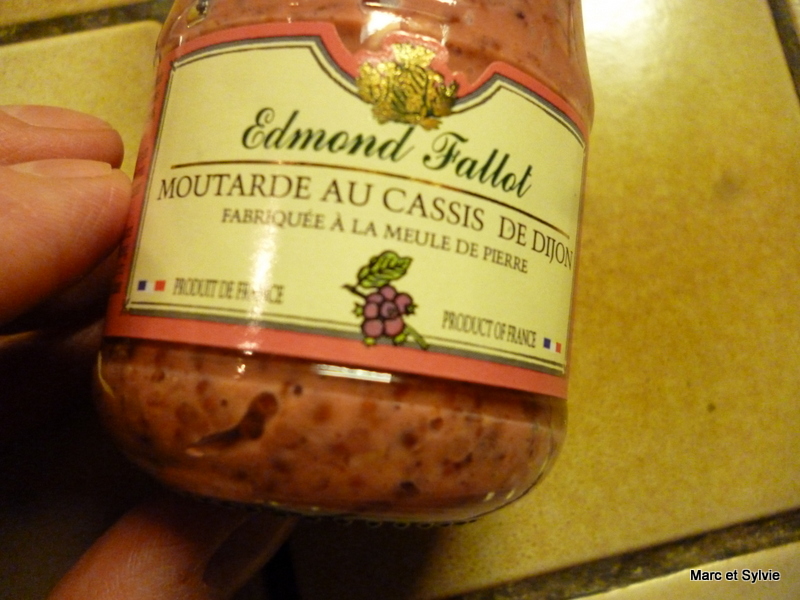 Edmond Fallot
MOUTARDE AU CASSIS DE DIJON
FABRIQUÉE À LA MEULE DE PIERRE
PRODUIT DE FRANCE
PRODUCT OF FRANCE
Marc et Sylvie